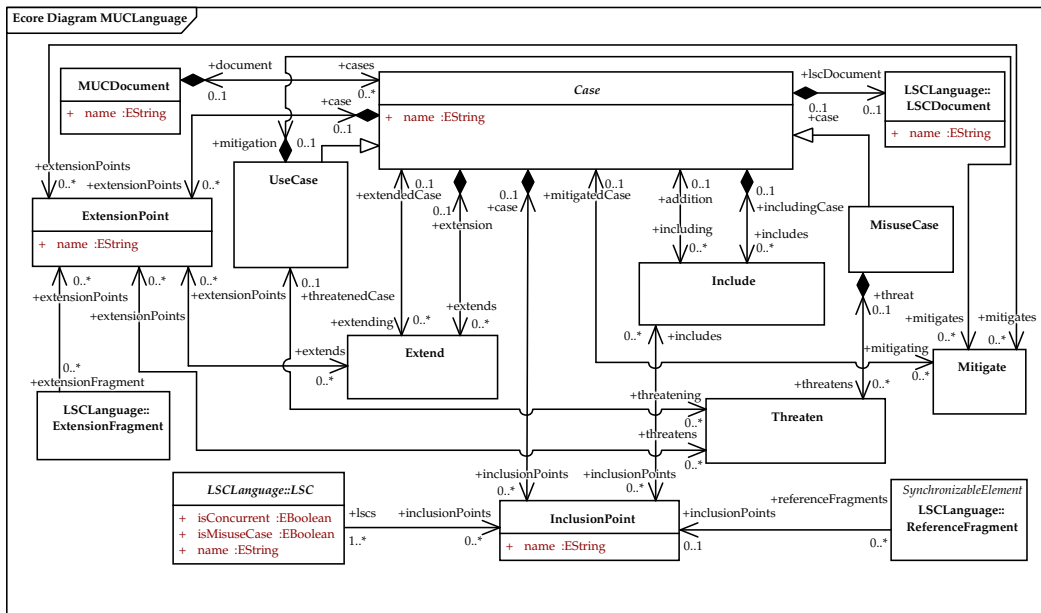 Ecore Diagram MUCLanguage
MUCDocument
+ name :EString
+document
0..1
+cases
0..*
Case
+ name :EString
+lscDocument
0..1
0..1
+case
LSCLanguage::
LSCDocument
+ name :EString
+case
0..1
+mitigation
0..1
+extensionPoints
0..*
+extensionPoints
0..*
UseCase
ExtensionPoint
+ name :EString
0..1
+extendedCase
0..1
+extension
0..1
+case
0..1
+mitigatedCase
0..1
+addition
0..1
+includingCase
MisuseCase
+including
0..*
+includes
0..*
Include
0..*
+extensionPoints
0..*
+extensionPoints
0..*
+extensionPoints
0..1
+threatenedCase
+threat
0..1
+extending
0..*
+extends
0..*
0..*
+includes
+mitigates
0..*
+mitigates
0..*
Extend
+extends
0..*
+mitigating
0..*
Mitigate
0..*
+extensionFragment
LSCLanguage::
ExtensionFragment
+threatens
0..*
+threatening
0..*
+threatens
0..*
Threaten
LSCLanguage::LSC
+ isConcurrent :EBoolean
+ isMisuseCase :EBoolean
+ name :EString
+lscs
1..*
+inclusionPoints
0..*
+inclusionPoints
0..*
+inclusionPoints
0..*
InclusionPoint
+ name :EString
+inclusionPoints
0..1
+referenceFragments
0..*
SynchronizableElement
LSCLanguage::
ReferenceFragment